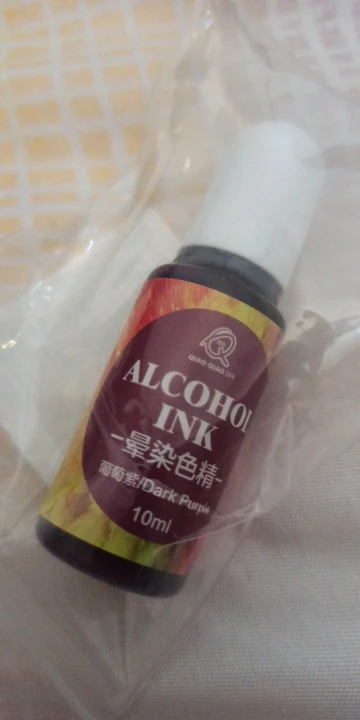 QIAO QIAO DIY
ALCOHOL
INK
-晕染色精-
葡萄紫/Dark Purple
10ml